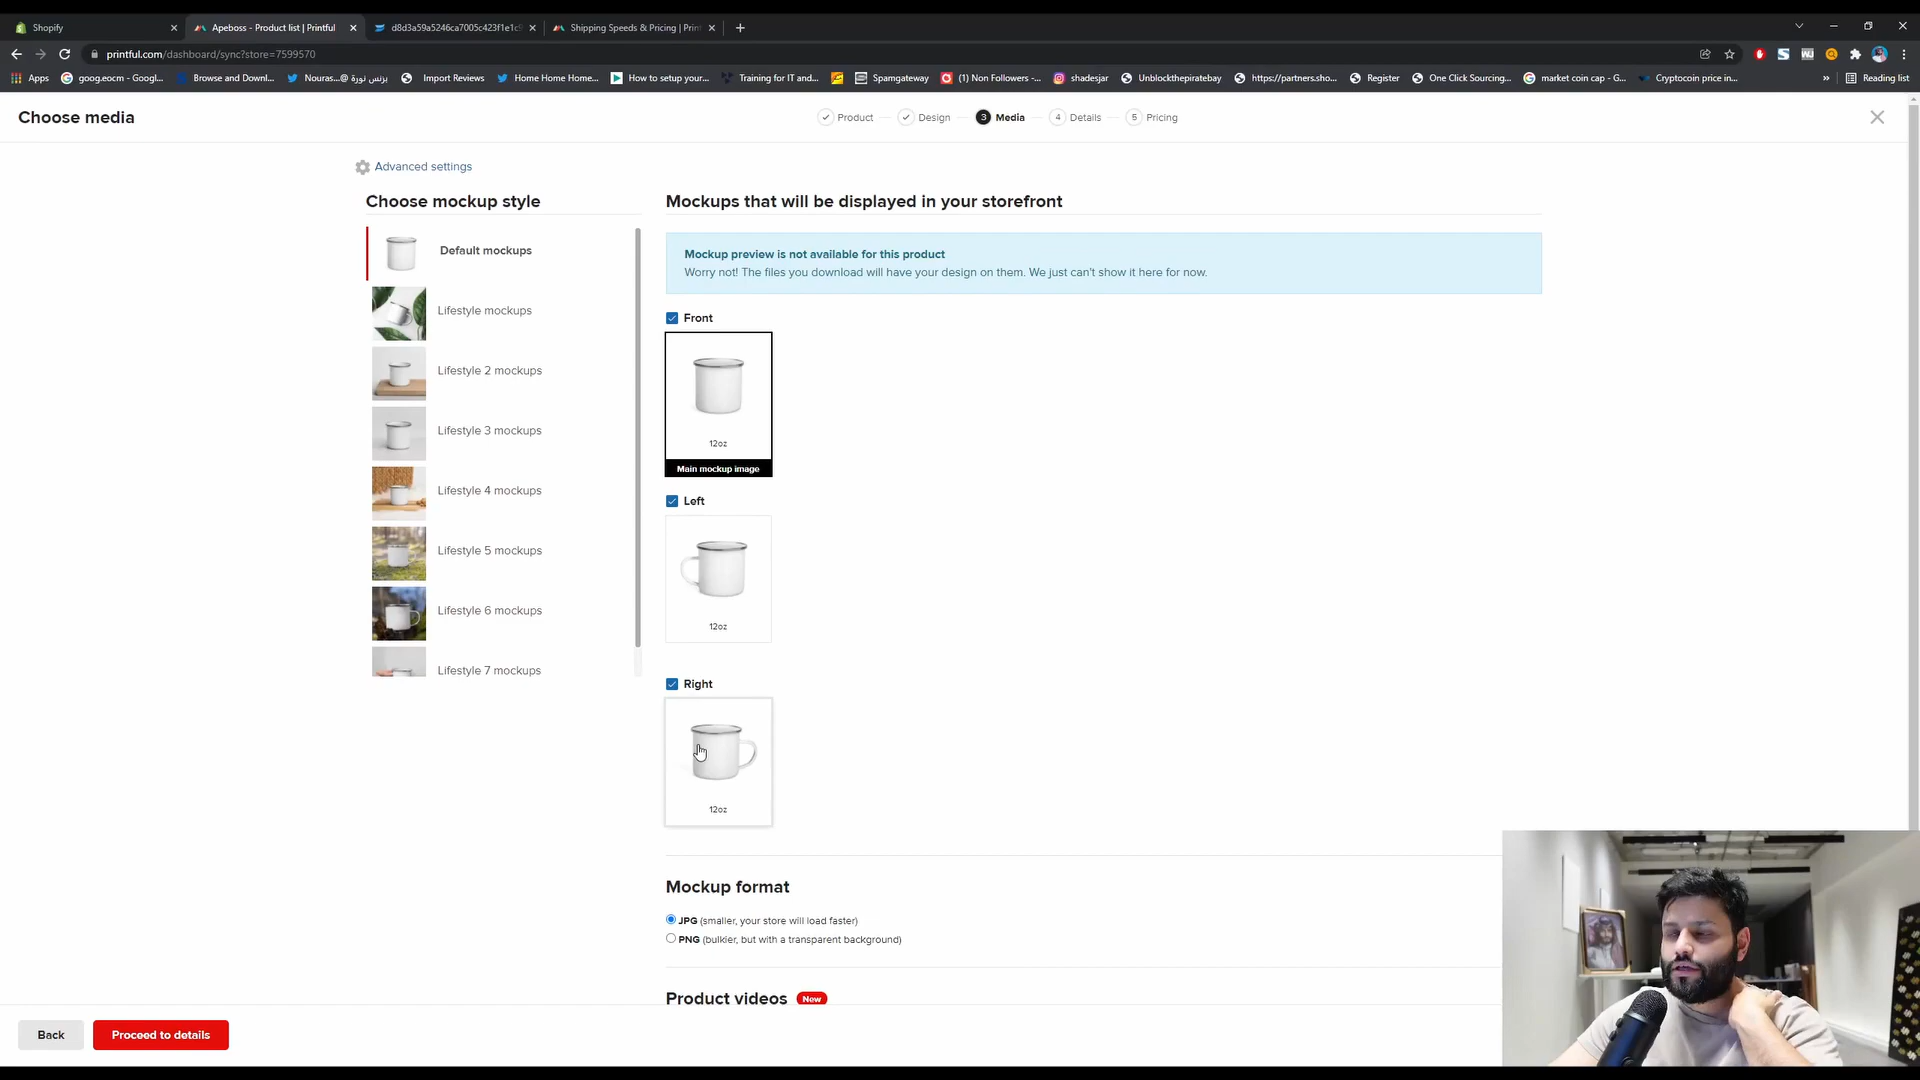 Shopify
Apeboss - Product list | Printful
d8d3a59a5246ca7005c423f1e1c
Shipping Speeds & Pricing | Prin
printful.com/dashboard/sync?store=7599570
Apps
goog.eocm - Googl...
Browse and Downl...
Nouras... @برنس نورة
Import Reviews
Home Home Home...
How to setup your...
Training for IT and...
Spamgateway
(1) Non Followers -...
shadesjar
Unblockthepiratebay
https://partners.sho...
Register
One Click Sourcing,...
market coin cap - G...
Cryptocoin price in...
»
Reading list
Choose media
Product
Design
3 Media
4 Details
5 Pricing
Advanced settings
Choose mockup style
Default mockups
Lifestyle mockups
Lifestyle 2 mockups
Lifestyle 3 mockups
Lifestyle 4 mockups
Lifestyle 5 mockups
Lifestyle 6 mockups
Lifestyle 7 mockups
Mockups that will be displayed in your storefront
Mockup preview is not available for this product
Worry not! The files you download will have your design on them. We just can't show it here for now.
Front
12oz
Main mockup image
Left
12oz
Right
12oz
Mockup format
JPG (smaller, your store will load faster)
PNG (bulkier, but with a transparent background)
Product videos New
Back
Proceed to details